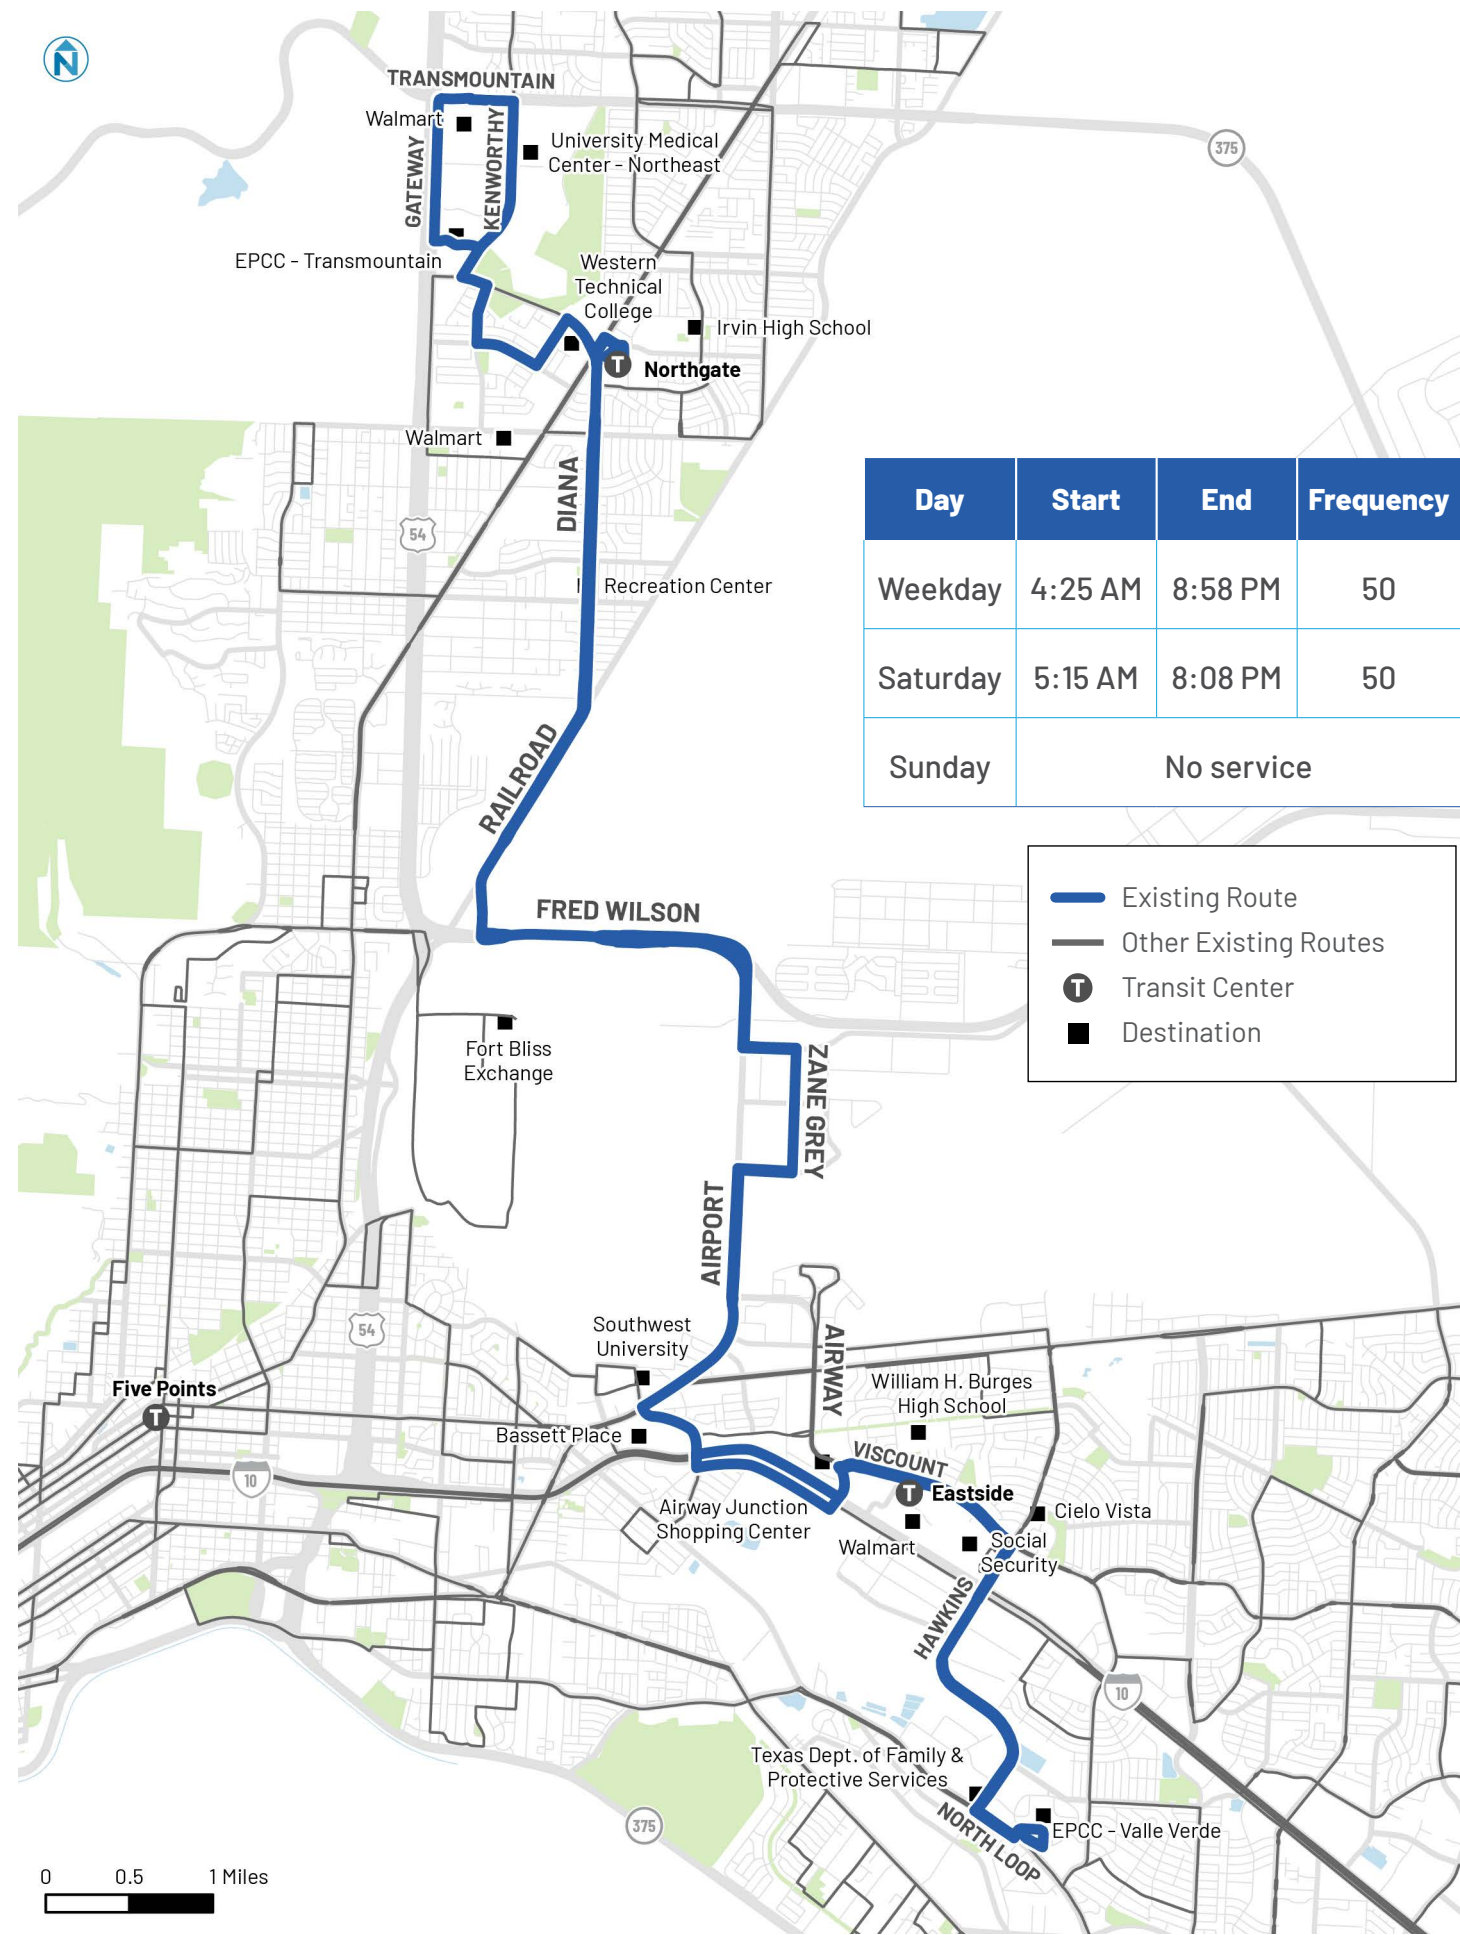 N
TRANSMOUNTAIN
Walmart
GATEWAY
KENWORTHY
University Medical
Center - Northeast
375
EPCC - Transmountain
Western
Technical
College
Irvin High School
Northgate
T
Walmart
DIANA
54
Recreation Center
Day Start End Frequency
Weekday 4:25 AM 8:58 PM 50
Saturday 5:15 AM 8:08 PM 50
Sunday No service
RAILROAD
FRED WILSON
Existing Route
Other Existing Routes
T Transit Center
Destination
Fort Bliss
Exchange
ZANE GREY
AIRPORT
54
Southwest
University
AIRWAY
William H. Burges
High School
Five Points
T
Bassett Place
10
VISCOUNT
T Eastside
Airway Junction
Shopping Center
Cielo Vista
Walmart
Social
Security
HAWKINS
10
Texas Dept. of Family &
Protective Services
NORTH LOOP
EPCC - Valle Verde
375
0 0.5 1 Miles